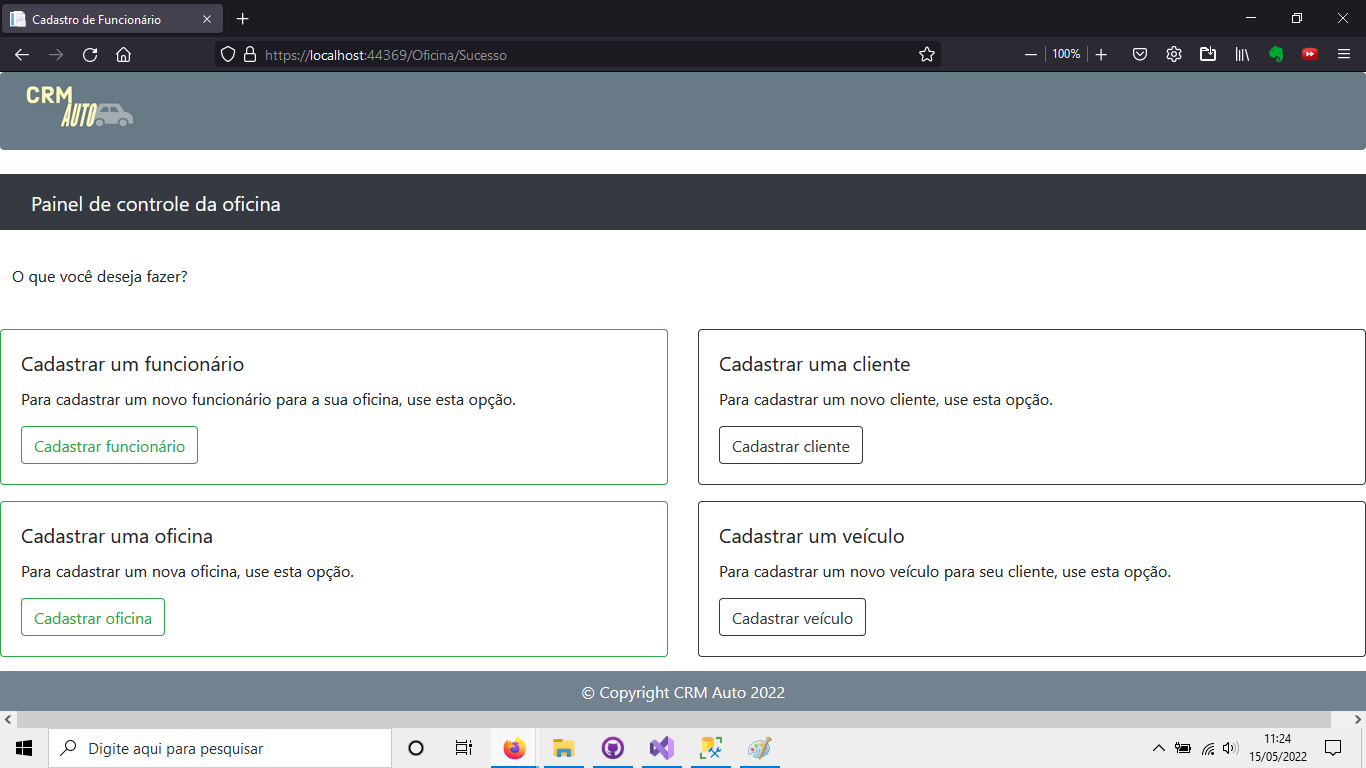 Cadastro de Funcionário
https://localhost:44369/Oficina/Sucesso
100%
CRM
AUTO
Painel de controle da oficina
O que você deseja fazer?
Cadastrar um funcionário
Para cadastrar um novo funcionário para a sua oficina, use esta opção.
Cadastrar funcionário
Cadastrar uma cliente
Para cadastrar um novo cliente, use esta opção.
Cadastrar cliente
Cadastrar uma oficina
Para cadastrar um nova oficina, use esta opção.
Cadastrar oficina
Cadastrar um veículo
Para cadastrar um novo veículo para seu cliente, use esta opção.
Cadastrar veículo
© Copyright CRM Auto 2022
Digite aqui para pesquisar
11:24
15/05/2022